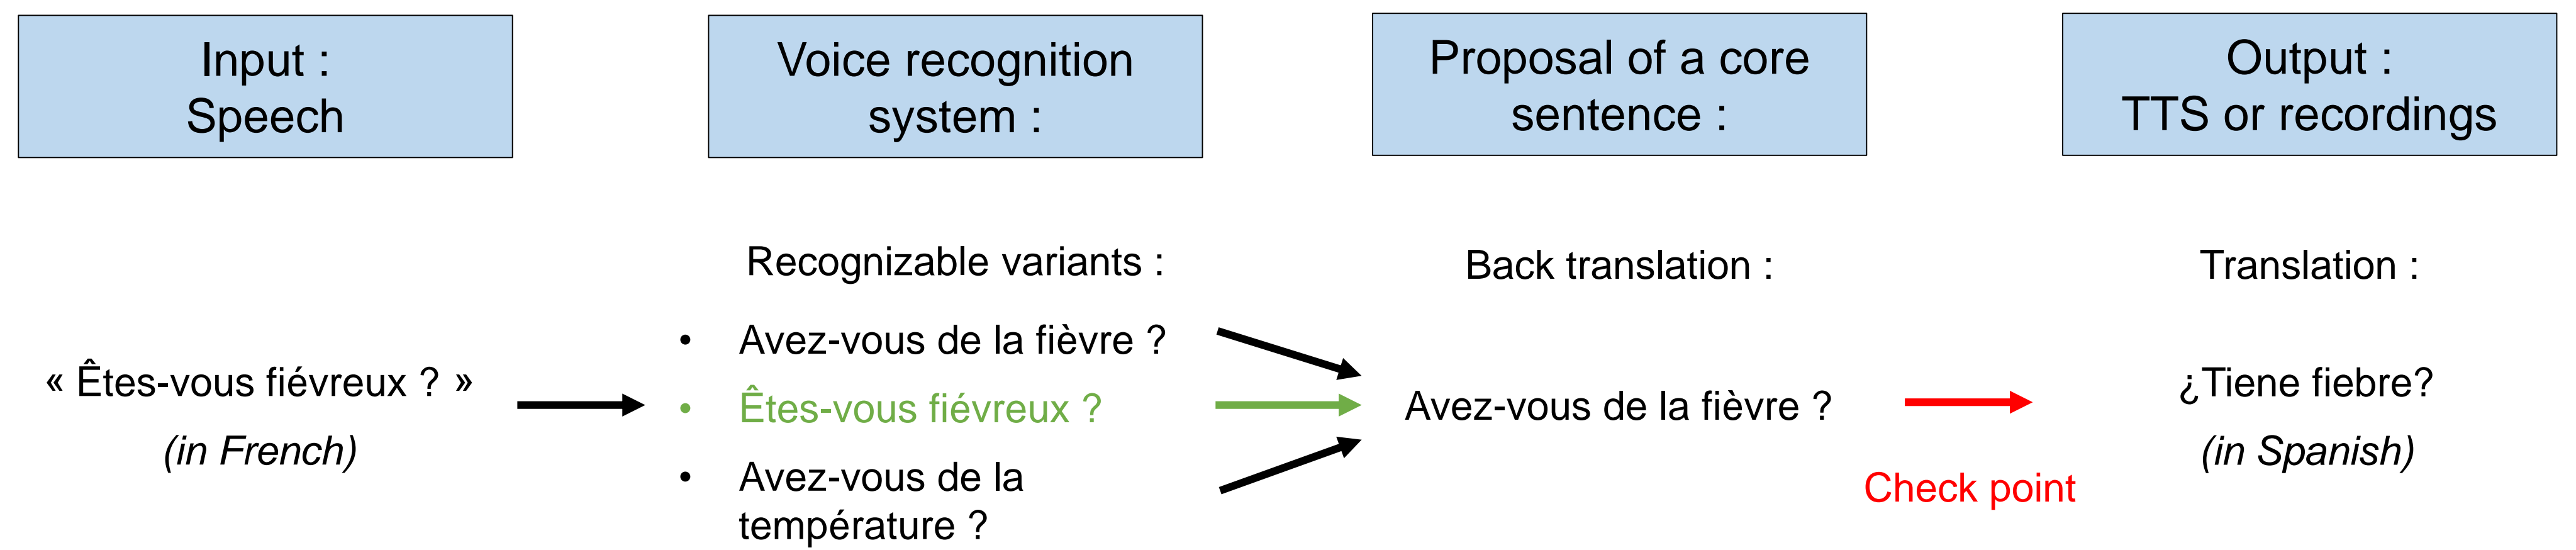 Input :
Speech
Voice recognition
system :
Proposal of a core
sentence :
Output :
TTS or recordings
« Êtes-vous fiévreux ? »
(in French)
Recognizable variants :
• Avez-vous de la fièvre ?
• Êtes-vous fiévreux ?
• Avez-vous de la
température ?
Back translation :
Avez-vous de la fièvre ?
Check point
Translation :
¿Tiene fiebre?
(in Spanish)